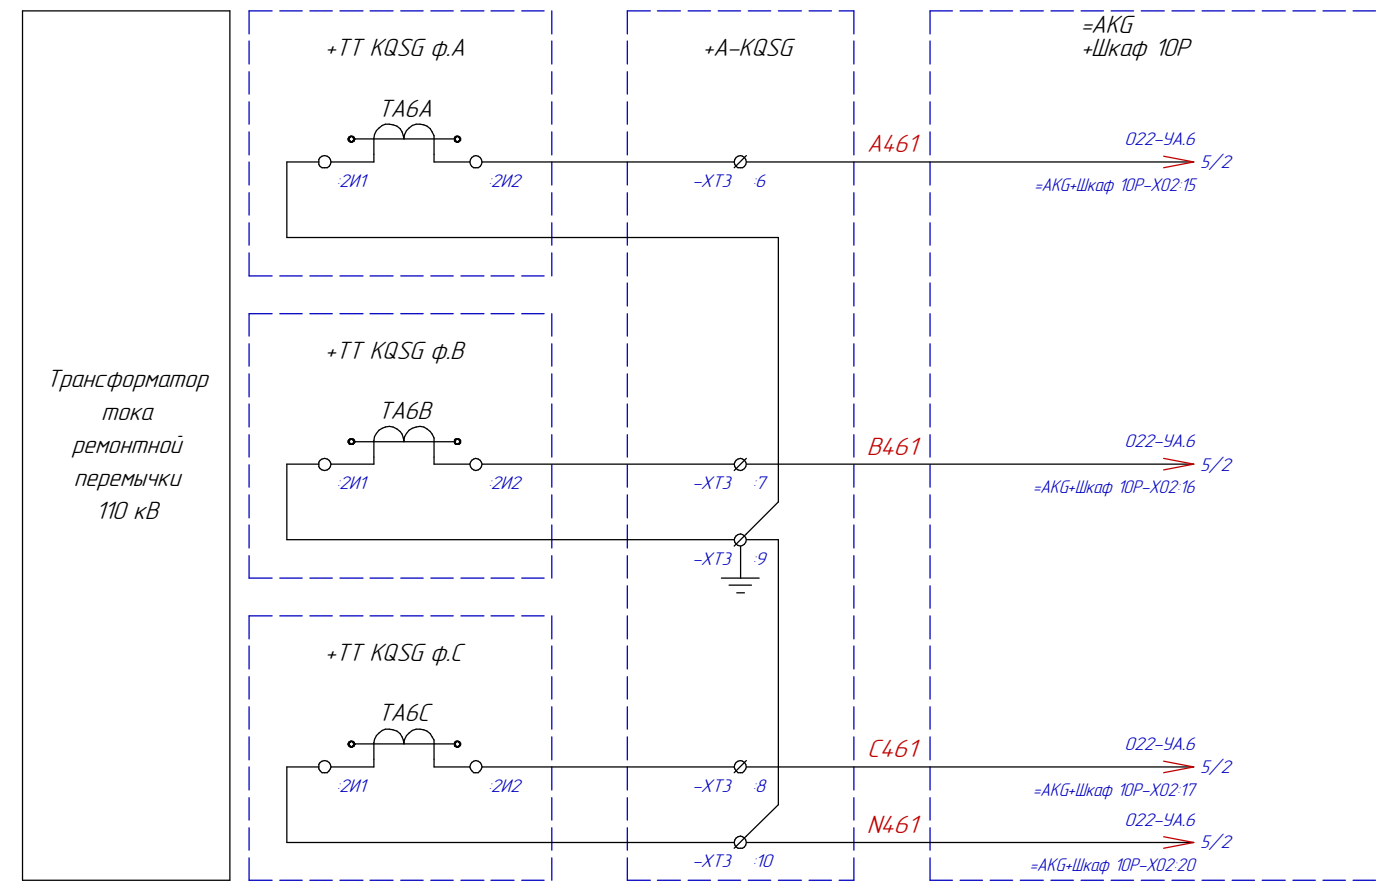 =AKG
+ТТ KQSG ф.А
+А-KQSG
+Шкаф 10Р
ТА6А
А461
022-УА.6
5/2
:2И1
:2И2
-ХТ3 :6
=AKG+Шкаф 10Р-Х02:15
+ТТ KQSG ф.В
Трансформатор
тока
ремонтной
перемычки
110 кВ
ТА6В
В461
022-УА.6
5/2
:2И1
:2И2
-ХТ3 :7
=AKG+Шкаф 10Р-Х02:16
-ХТ3 :9
+ТТ KQSG ф.С
ТА6С
С461
022-УА.6
5/2
:2И1
:2И2
-ХТ3 :8
=AKG+Шкаф 10Р-Х02:17
N461
022-УА.6
5/2
-ХТ3 :10
=AKG+Шкаф 10Р-Х02:20